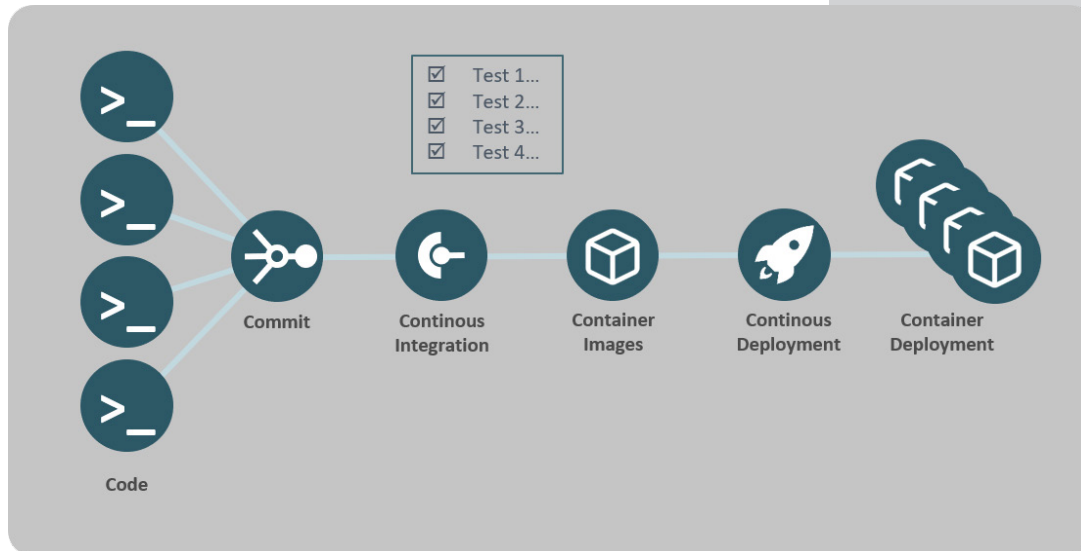 ☑ Test 1...
☑ Test 2...
☑ Test 3...
☑ Test 4...
>_
>_
>_
>_
Code
Commit
Continous
Integration
Container
Images
Continous
Deployment
Container
Deployment